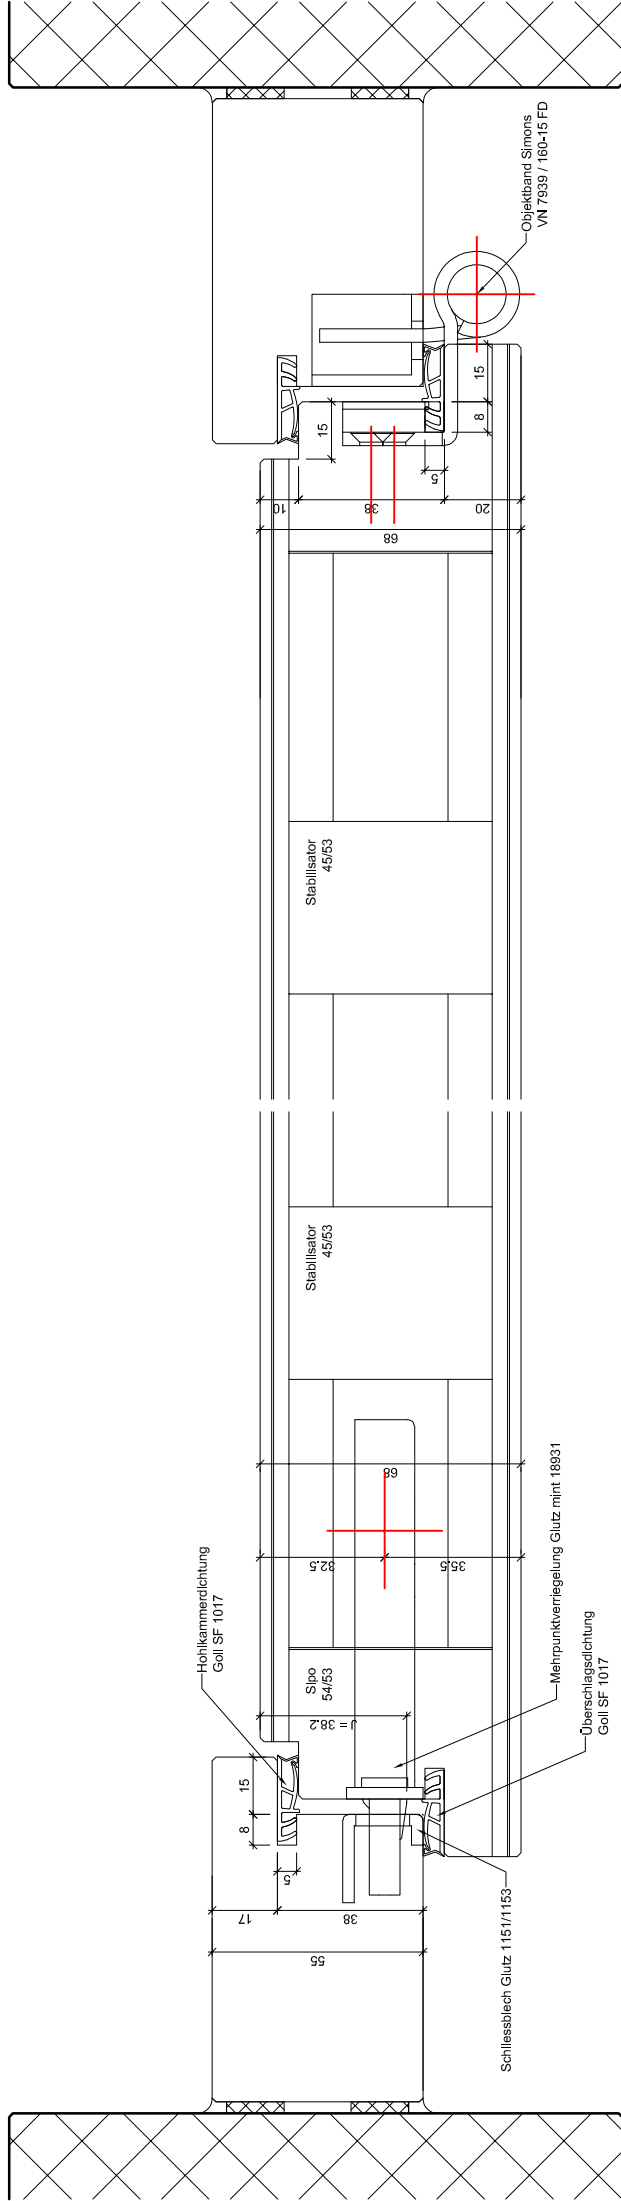 Objektband Simons
VN 7939 / 160-15 FD
15
8
15
5
10
38
20
68
Stabilisator
45/53
Stabilisator
45/53
68
32.5
35.5
Hohlkammerdichtung
Goll SF 1017
Sipo
54/53
J = 38.2
Mehrpunktverriegelung Glutz mint 18931
Überschlagsdichtung
Goll SF 1017
15
8
5
17
38
55
Schliessblech Glutz 1151/1153